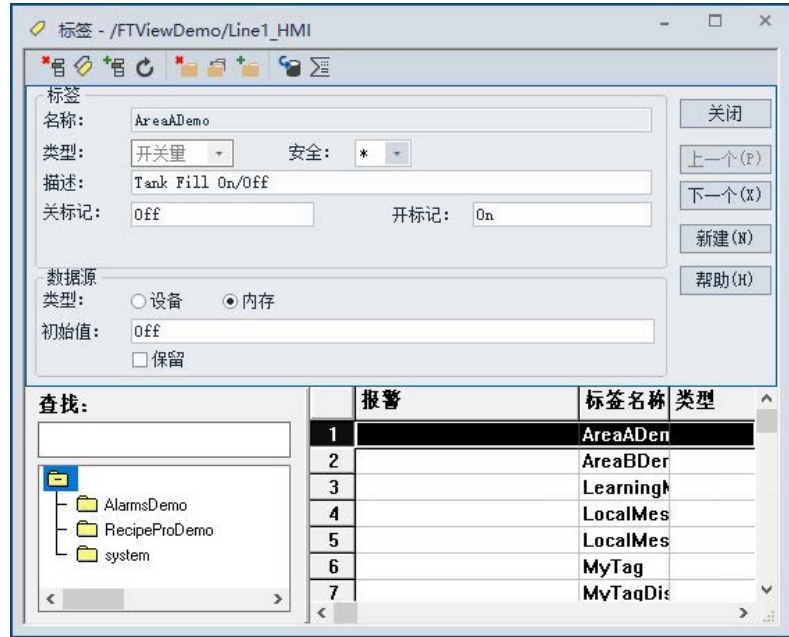 标签 - /FTViewDemo/Line1_HMI
标签
名称: AreaADemo
类型: 开关量 安全: *
描述: Tank Fill On/Off
关标记: Off 开标记: On
数据源
类型: 设备 内存
初始值: Off
保留
关闭
上一个(P)
下一个(X)
新建(N)
帮助(H)
查找:
AlarmsDemo
RecipeProDemo
system
报警 标签名称 类型
1 AreaADen
2 AreaBDer
3 Learning
4 LocalMes
5 LocalMes
6 MyTag
7 MyTagDis